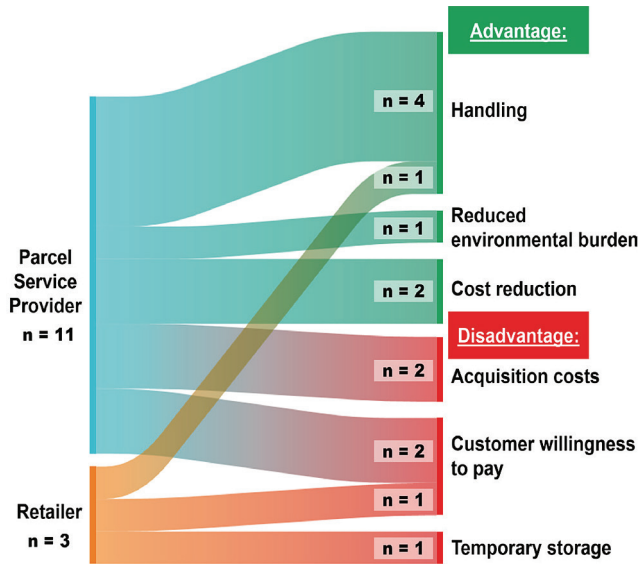 Parcel
Service
Provider
n = 11
Retailer
n = 3
Advantage:
n = 4
Handling
n = 1
n = 1
Reduced
environmental burden
n = 2
Cost reduction
Disadvantage:
n = 2
Acquisition costs
n = 2
Customer willingness
to pay
n = 1
n = 1
Temporary storage